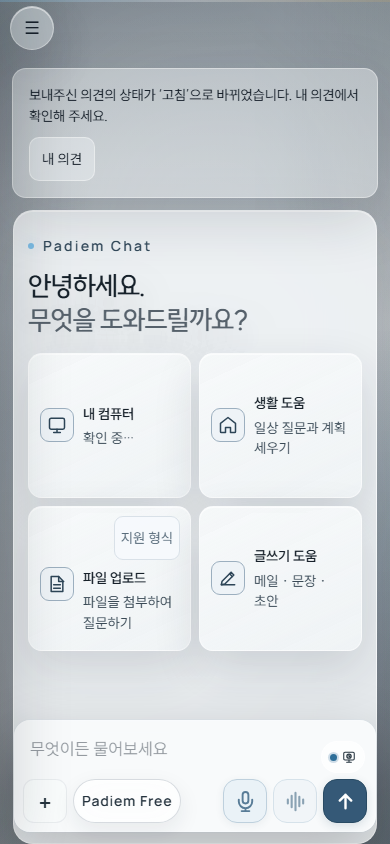 보내주신 의견의 상태가 ‘고침’으로 바뀌었습니다. 내 의견에서
확인해 주세요.
내 의견
Padiem Chat
안녕하세요.
무엇을 도와드릴까요?
내 컴퓨터
확인 중…
생활 도움
일상 질문과 계획
세우기
지원 형식
파일 업로드
파일을 첨부하여
질문하기
글쓰기 도움
메일 · 문장 ·
초안
무엇이든 물어보세요
+
Padiem Free